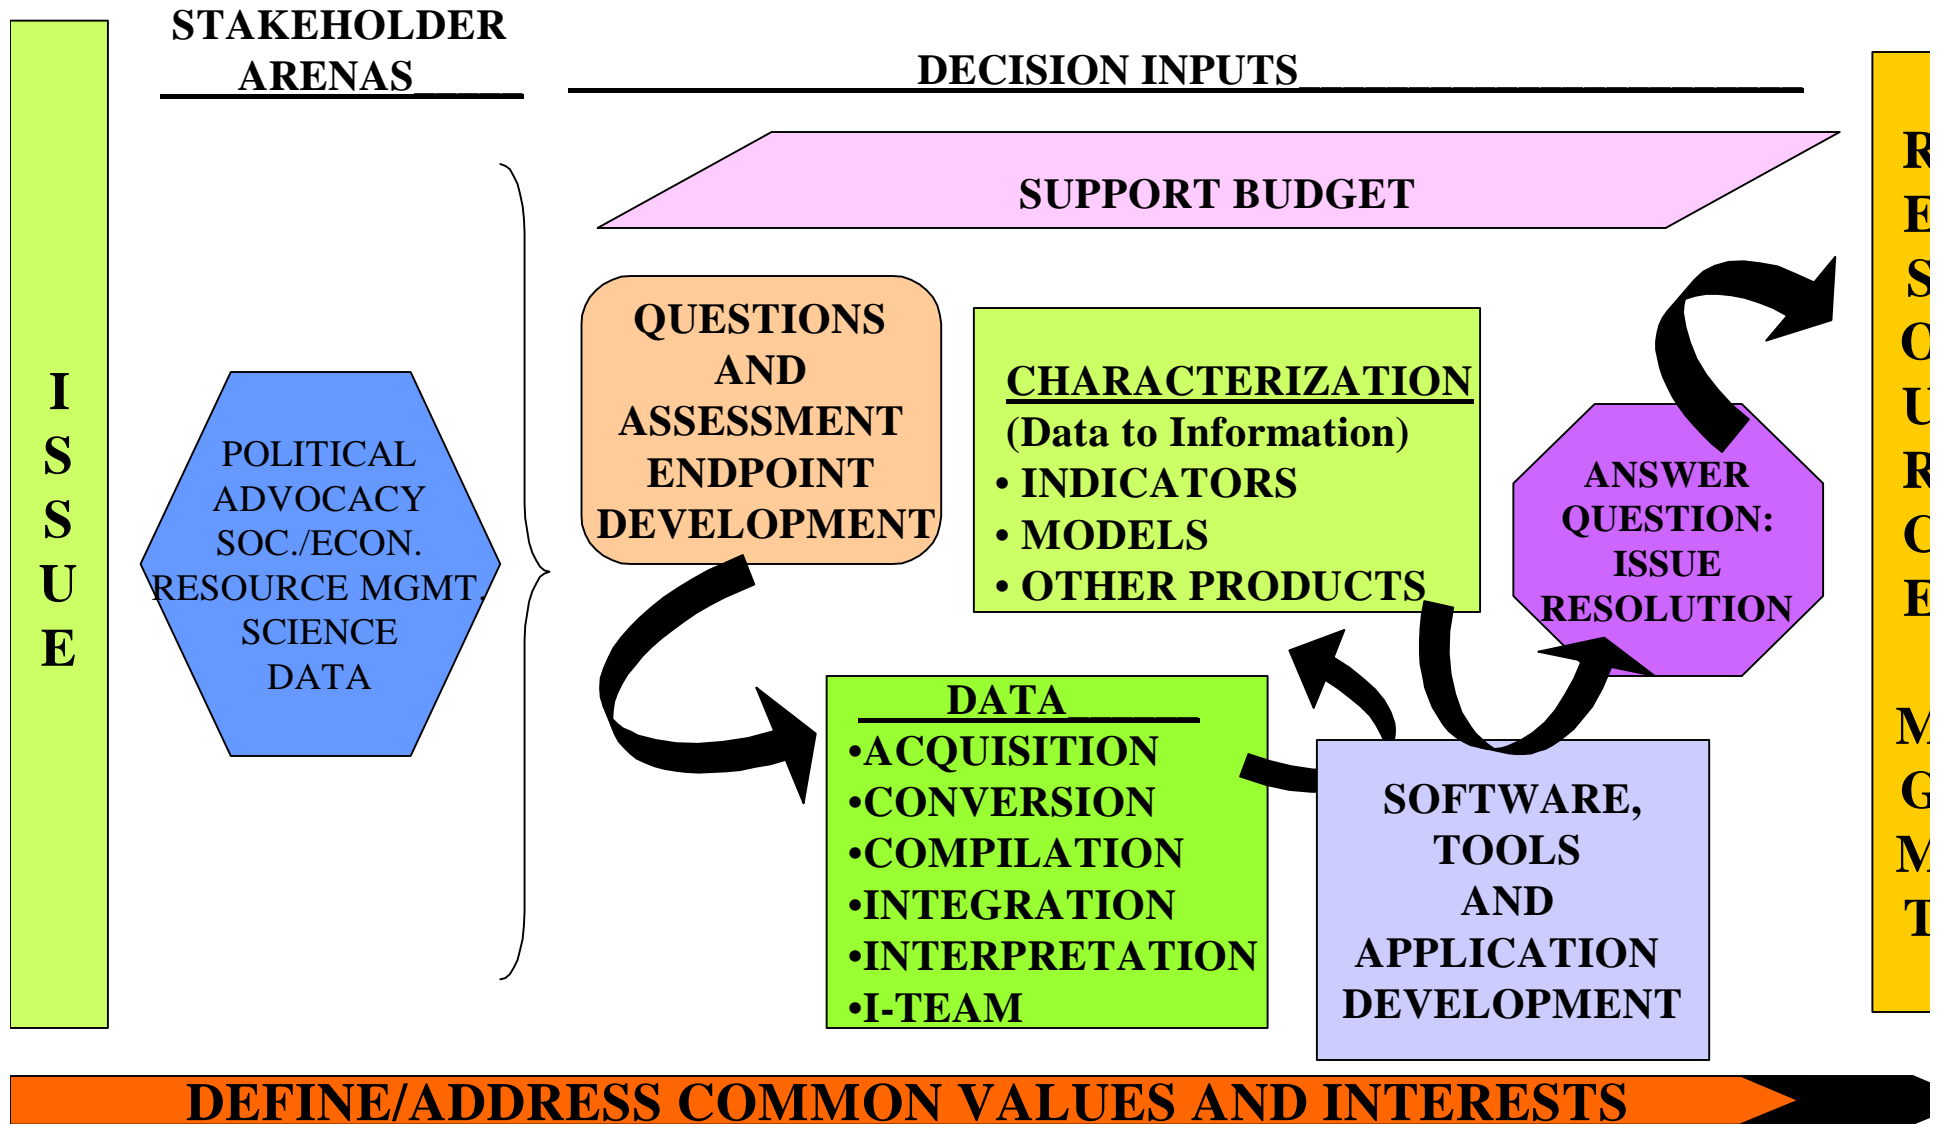 STAKEHOLDER
ARENAS_____
DECISION INPUTS
SUPPORT BUDGET
I
S
S
U
E
POLITICAL
ADVOCACY
SOC./ECON.
RESOURCE MGMT.
SCIENCE
DATA
QUESTIONS
AND
ASSESSMENT
ENDPOINT
DEVELOPMENT
CHARACTERIZATION
(Data to Information)
• INDICATORS
• MODELS
• OTHER PRODUCTS
ANSWER
QUESTION:
ISSUE
RESOLUTION
DATA______
•ACQUISITION
•CONVERSION
•COMPILATION
•INTEGRATION
•INTERPRETATION
•I-TEAM
SOFTWARE,
TOOLS
AND
APPLICATION
DEVELOPMENT
R
E
S
O
U
R
C
E
M
G
M
T
DEFINE/ADDRESS COMMON VALUES AND INTERESTS